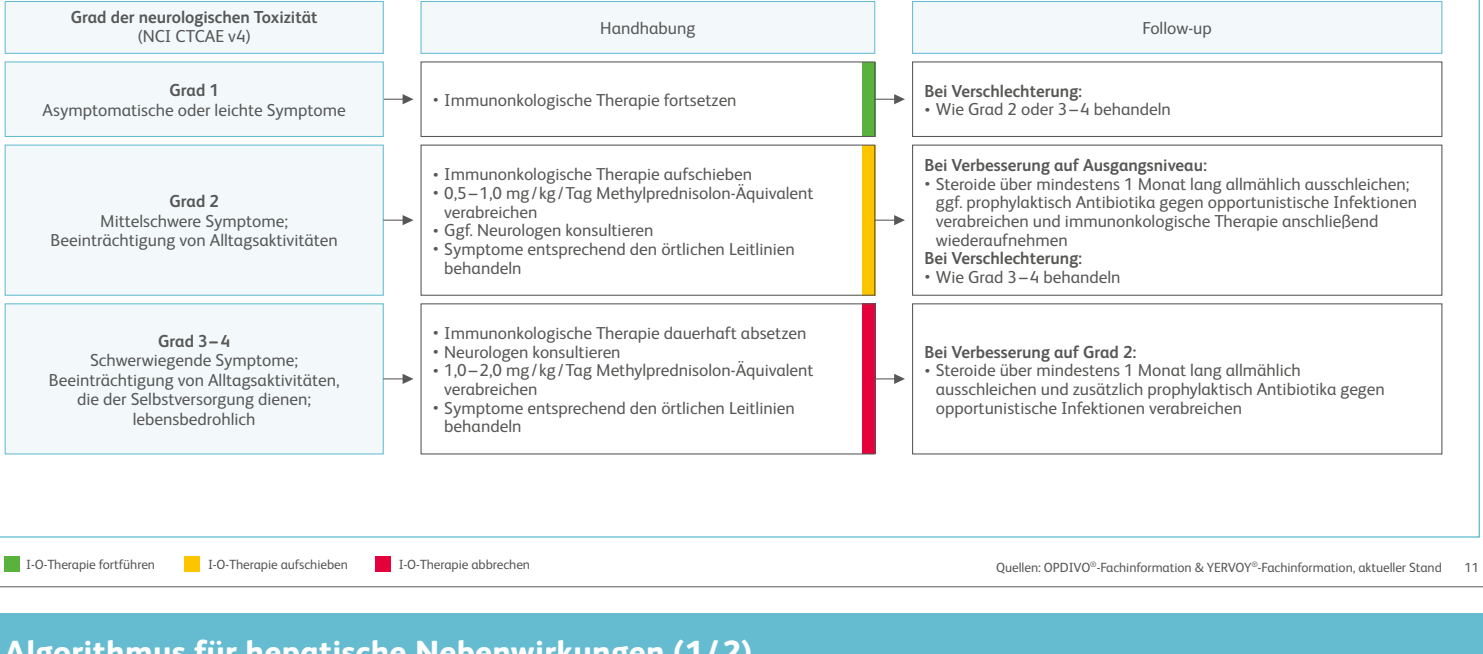 Grad der neurologischen Toxizität
(NCI CTCAE v4)
Handhabung
Follow-up
Grad 1
Asymptomatische oder leichte Symptome
• Immunonkologische Therapie fortsetzen
Bei Verschlechterung:
• Wie Grad 2 oder 3–4 behandeln
Grad 2
Mittelschwere Symptome;
Beeinträchtigung von Alltagsaktivitäten
• Immunonkologische Therapie aufschieben
• 0,5–1,0 mg/kg/Tag Methylprednisolon-Äquivalent
verabreichen
• Ggf. Neurologen konsultieren
• Symptome entsprechend den örtlichen Leitlinien
behandeln
Bei Verbesserung auf Ausgangsniveau:
• Steroide über mindestens 1 Monat lang allmählich ausschleichen;
ggf. prophylaktisch Antibiotika gegen opportunistische Infektionen
verabreichen und immunonkologische Therapie anschließend
wiederaufnehmen
Bei Verschlechterung:
• Wie Grad 3–4 behandeln
Grad 3–4
Schwerwiegende Symptome;
Beeinträchtigung von Alltagsaktivitäten,
die der Selbstversorgung dienen;
lebensbedrohlich
• Immunonkologische Therapie dauerhaft absetzen
• Neurologen konsultieren
• 1,0–2,0 mg/kg/Tag Methylprednisolon-Äquivalent
verabreichen
• Symptome entsprechend den örtlichen Leitlinien
behandeln
Bei Verbesserung auf Grad 2:
• Steroide über mindestens 1 Monat lang allmählich
ausschleichen und zusätzlich prophylaktisch Antibiotika gegen
opportunistische Infektionen verabreichen
I-O-Therapie fortführen
I-O-Therapie aufschieben
I-O-Therapie abbrechen
Quellen: OPDIVO®-Fachinformation & YERVOY®-Fachinformation, aktueller Stand 11
Algorithmus für hepatische Nebenwirkungen (1/2)